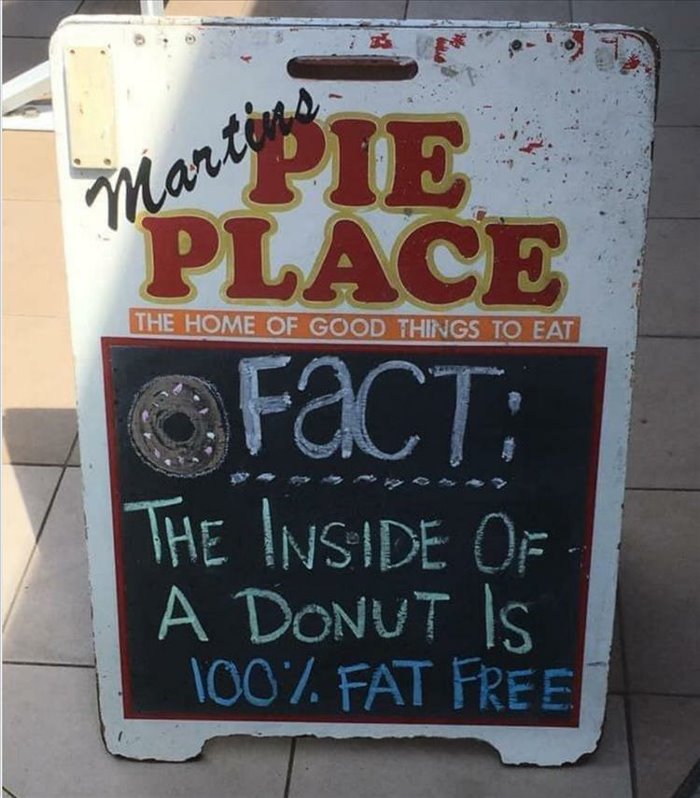 Martins
PIE
PLACE
THE HOME OF GOOD THINGS TO EAT
FaCT:
THE INSIDE OF
A DONUT IS
100% FAT FREE